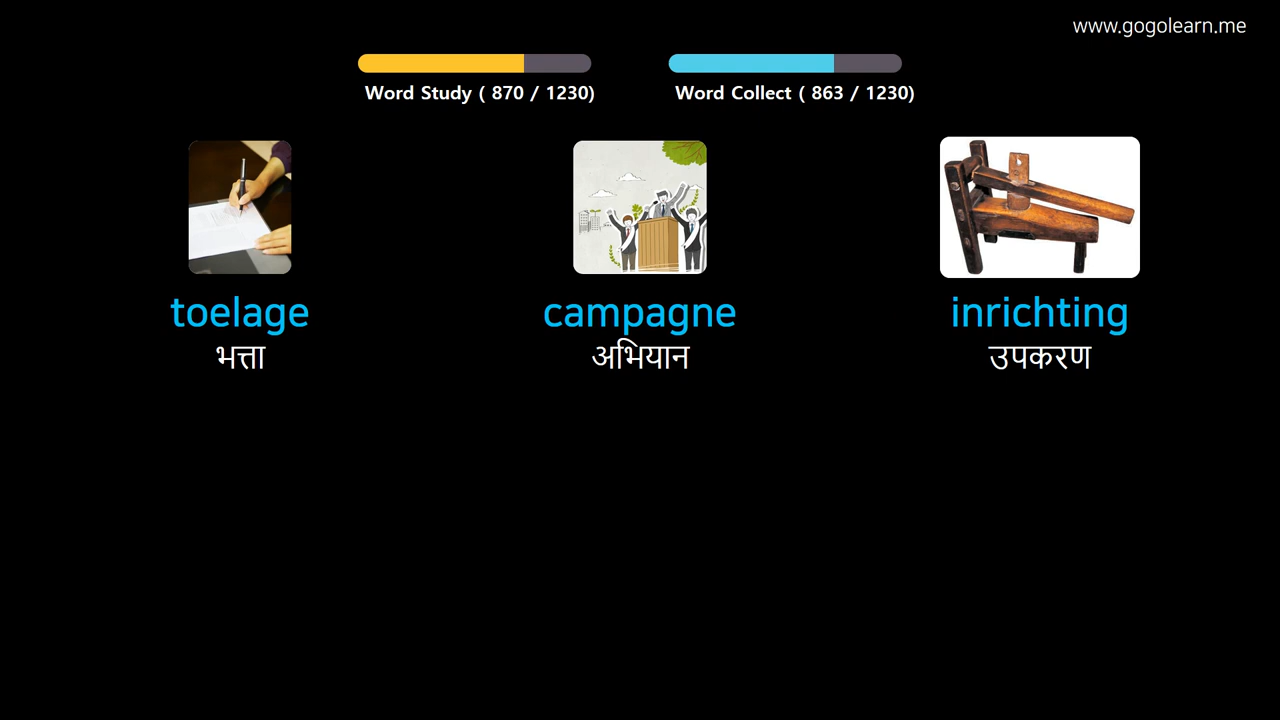 www.gogolearn.me
Word Study ( 870 / 1230)
Word Collect ( 863 / 1230)
toelage
campagne
inrichting
भत्ता
अभियान
उपकरण